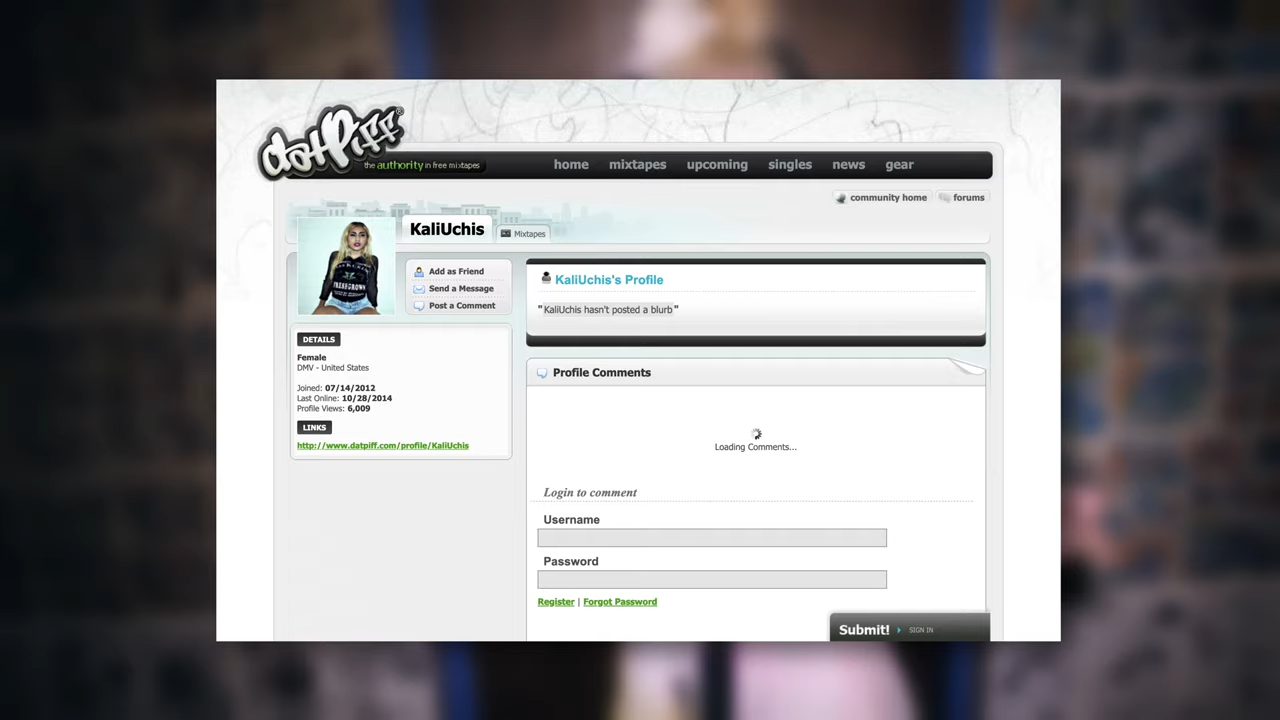 datPiff®
the authority in free mixtapes
home mixtapes upcoming singles news gear
community home forums
KaliUchis Mixtapes
Add as Friend
Send a Message
Post a Comment
KaliUchis's Profile
"KaliUchis hasn't posted a blurb"
DETAILS
Female
DMV - United States
Joined: 07/14/2012
Last Online: 10/28/2014
Profile Views: 6,009
LINKS
http://www.datpiff.com/profile/KaliUchis
Profile Comments
Loading Comments...
Login to comment
Username
Password
Register | Forgot Password
Submit! SIGN IN